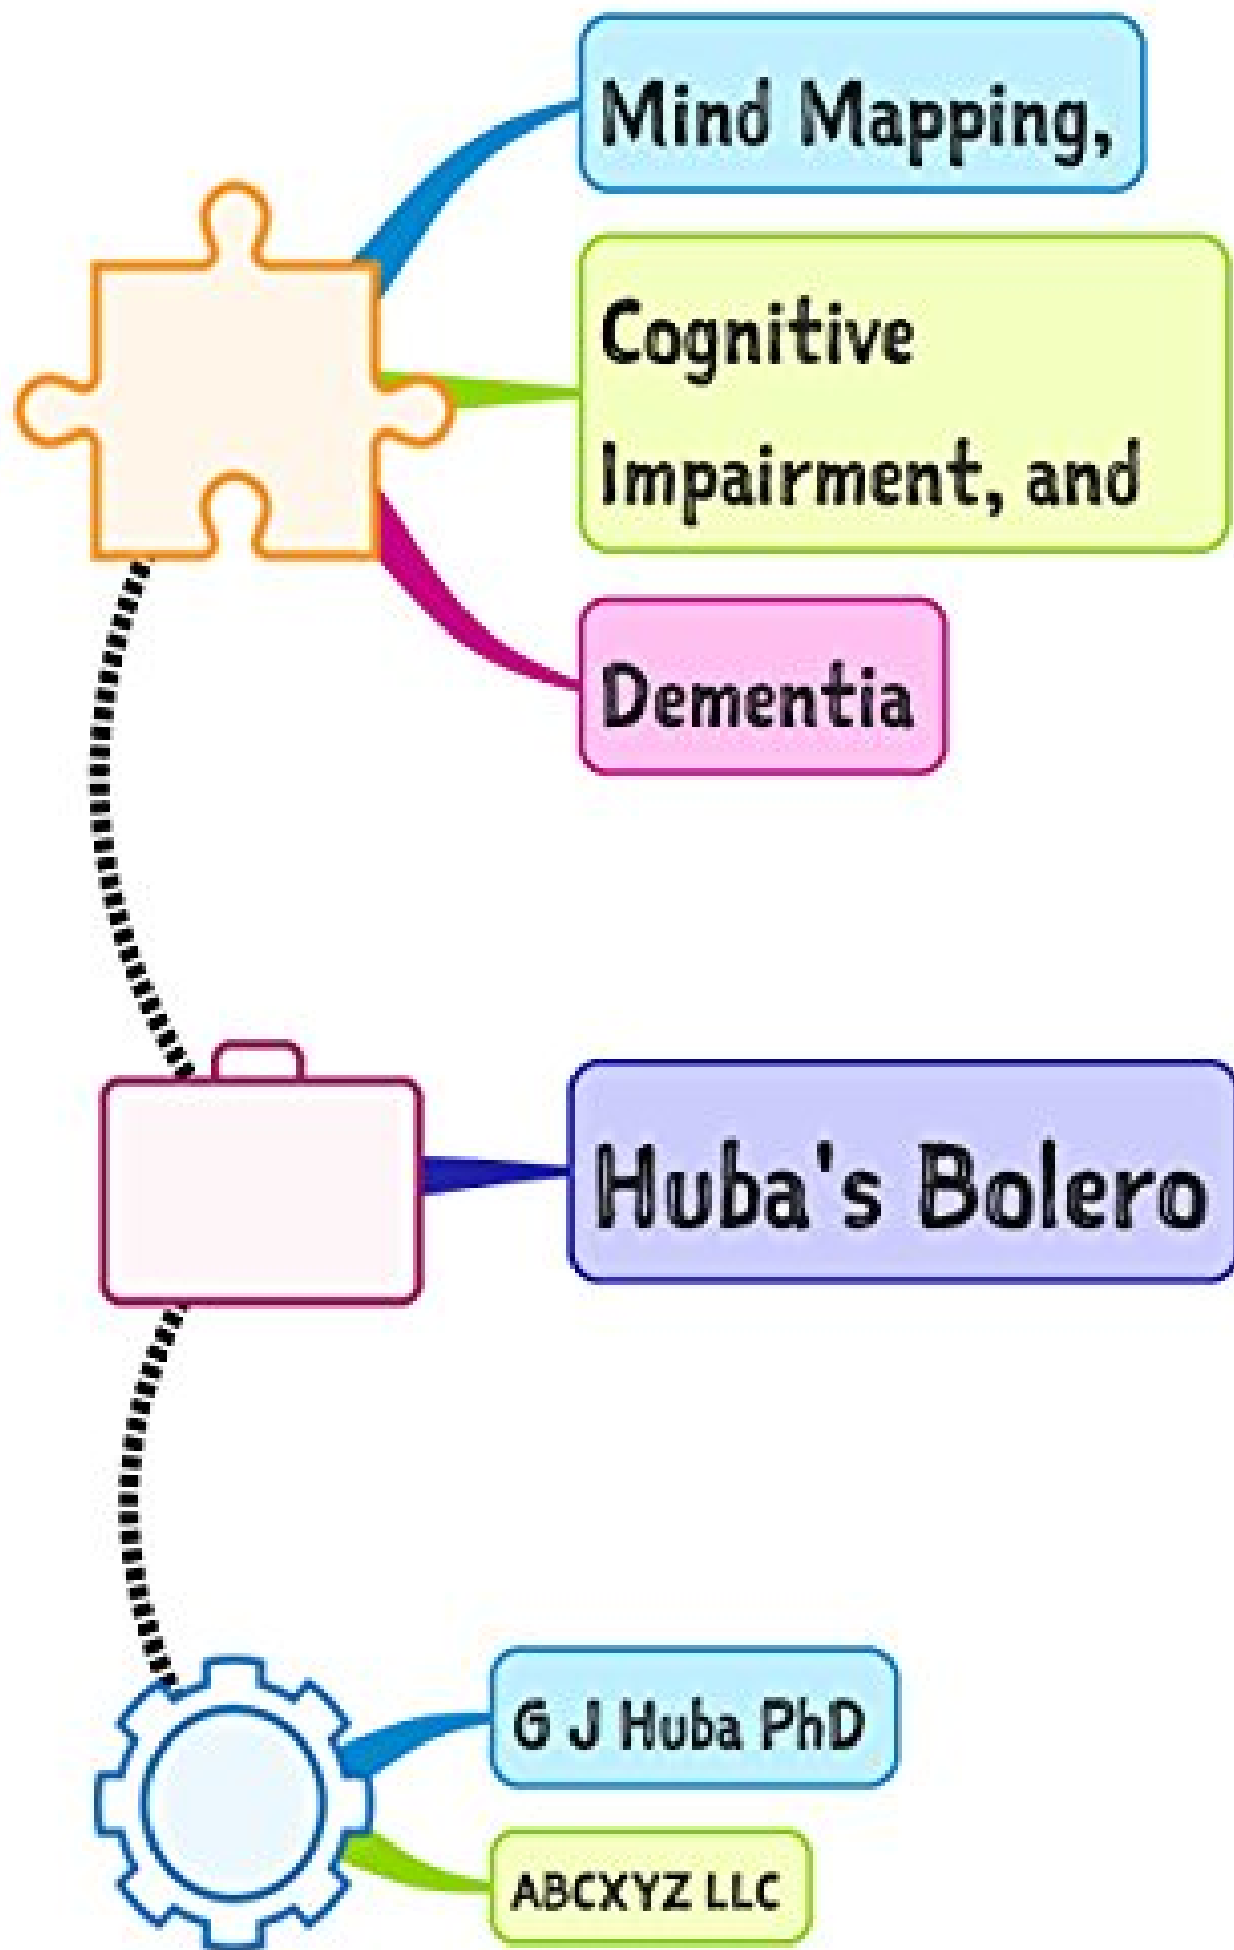 Mind Mapping,
Cognitive
Impairment, and
Dementia
Huba's Bolero
G J Huba PhD
ABCXYZ LLC